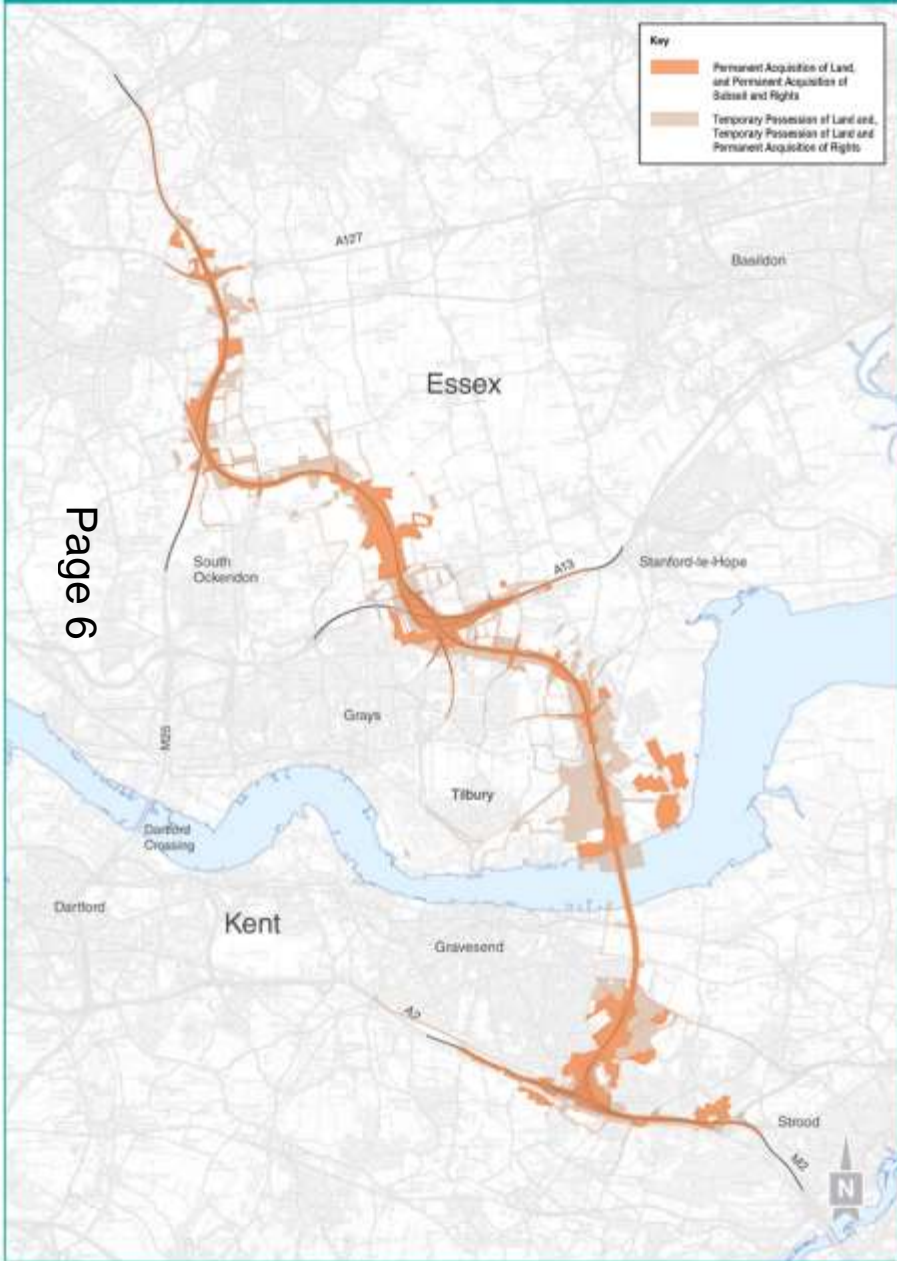 Key
Permanent Acquisition of Land,
and Permanent Acquisition of
Subsoil and Rights
Temporary Possession of Land and,
Temporary Possession of Land and
Permanent Acquisition of Rights
A127
Basildon
Essex
Page 6
South
Ockendon
A13
Stanford-le-Hope
Grays
M25
Tilbury
Dartford
Crossing
Dartford
Kent
Gravesend
A2
Strood
M2
N